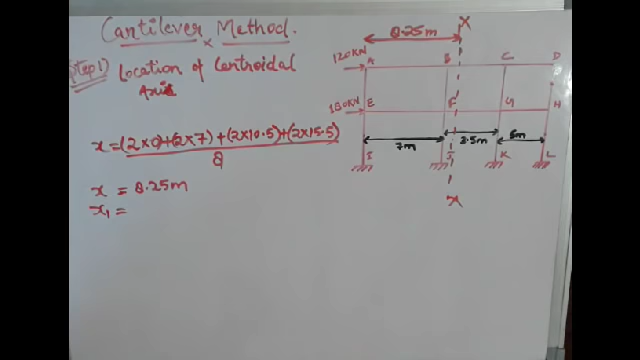 Cantilever Method.
Step 1) Location of Centroidal
Axis
x = (2×0)+(2×7)+(2×10.5)+(2×15.5)
8
x = 8.25m
x₁ =
8.25m
X
120KN
A B C D
180KN
E F G H
7m 3.5m 5m
I J K L
x